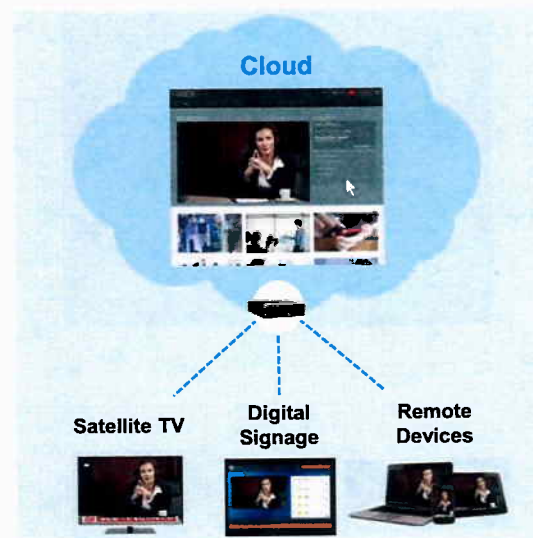 Cloud
Satellite TV
Digital
Signage
Remote
Devices